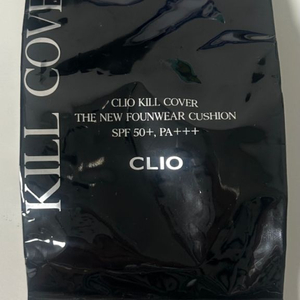 KILL COVE
CLIO KILL COVER
THE NEW FOUNWEAR CUSHION
SPF 50+, PA+++
CLIO